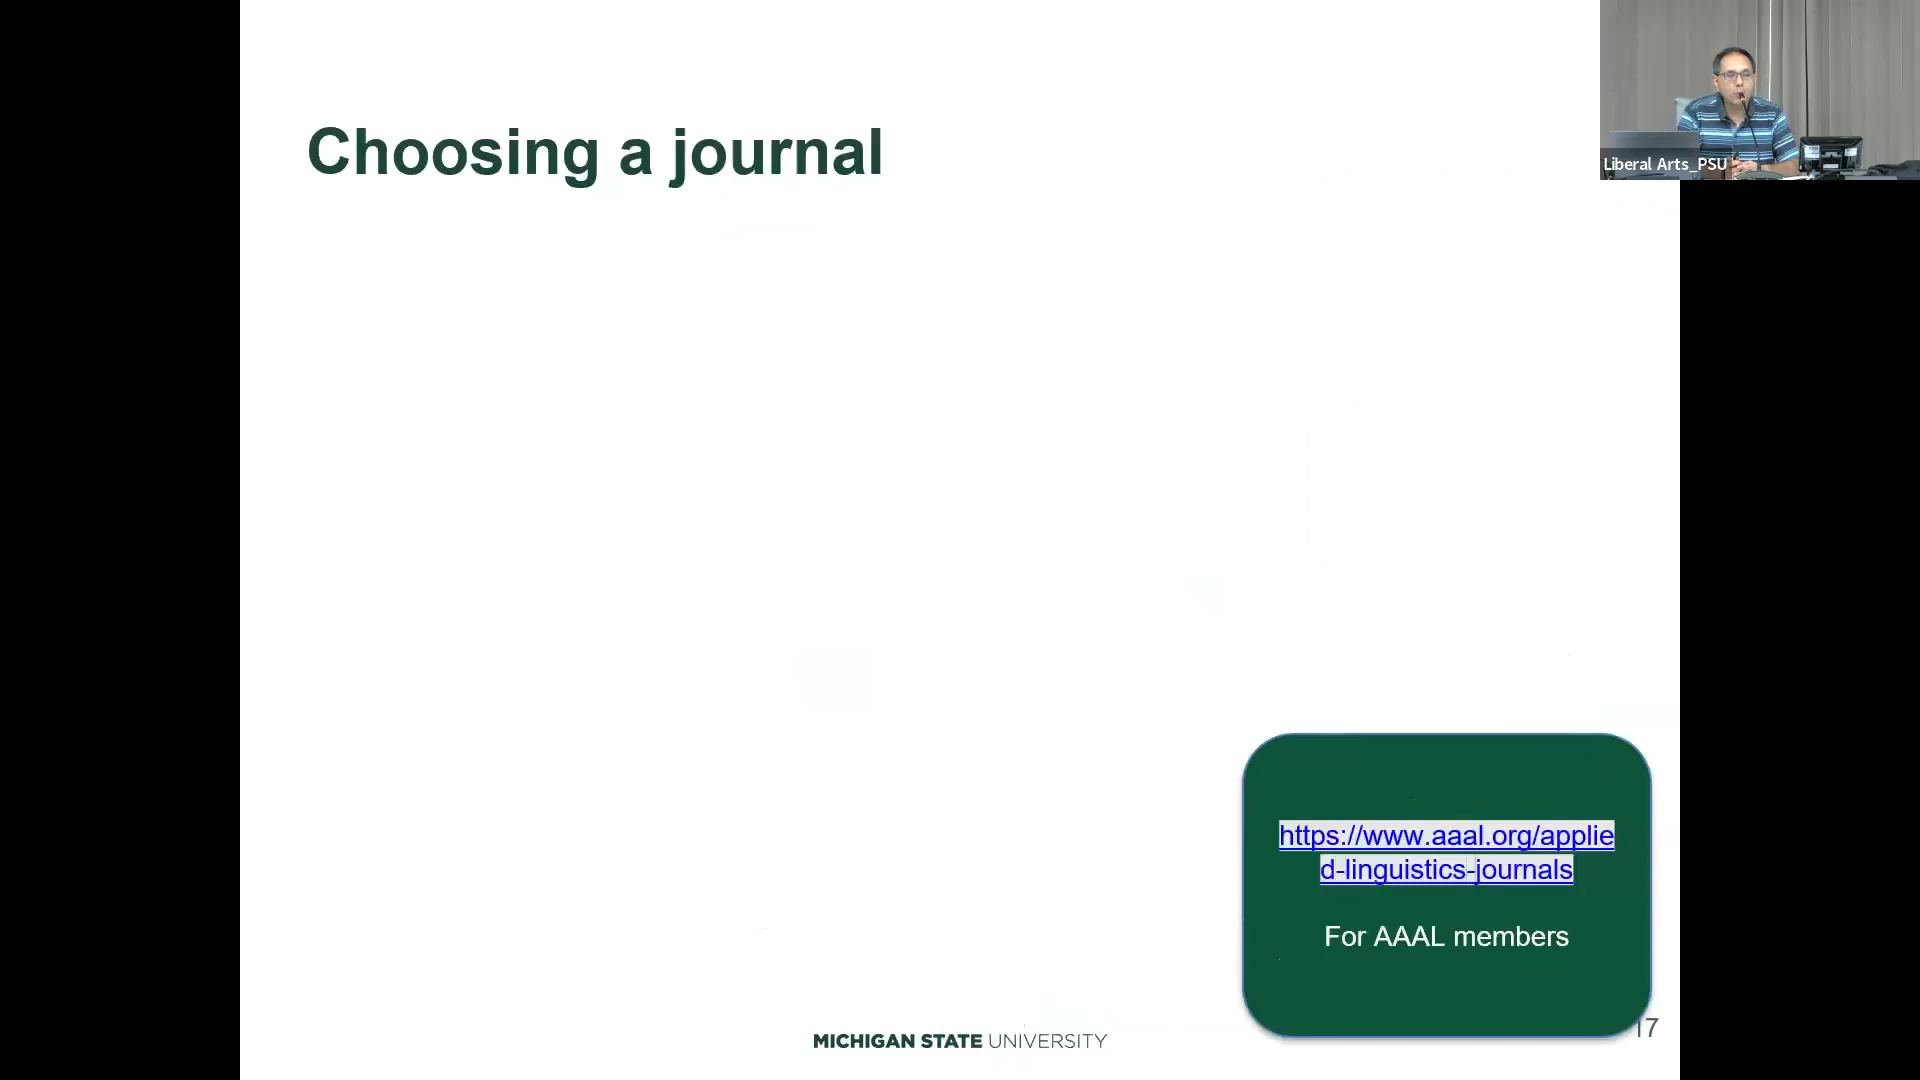 Choosing a journal
Liberal Arts_PSU
https://www.aaal.org/applie
d-linguistics-journals
For AAAL members
MICHIGAN STATE UNIVERSITY
17